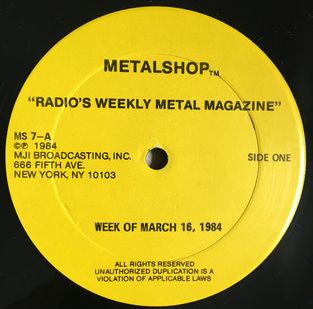 METALSHOP™
"RADIO'S WEEKLY METAL MAGAZINE"
MS 7-A
©℗ 1984
MJI BROADCASTING, INC.
666 FIFTH AVE.
NEW YORK, NY 10103
SIDE ONE
WEEK OF MARCH 16, 1984
ALL RIGHTS RESERVED
UNAUTHORIZED DUPLICATION IS A
VIOLATION OF APPLICABLE LAWS